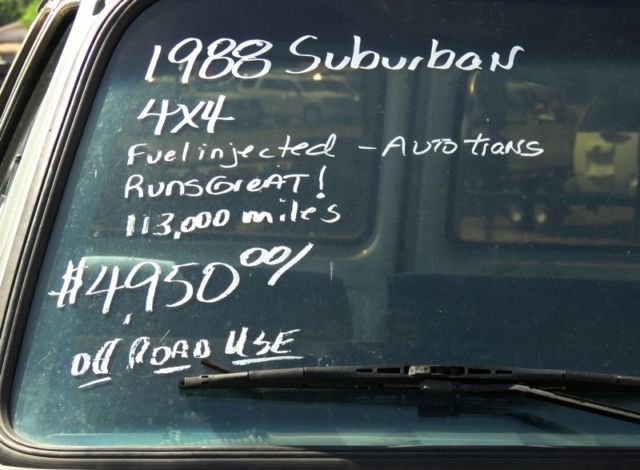 1988 Suburban
4x4
Fuel injected - Auto trans
Runs Great!
113,000 miles
$4,950 00/
Off Road Use